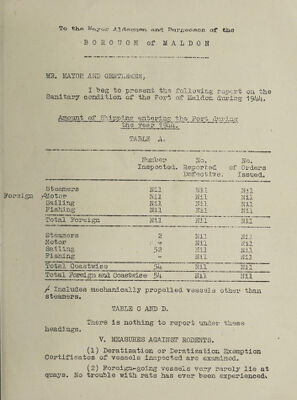 To the Mayor Aldermen and Burgesses of the
BOROUGH of MALDON
MR. MAYOR AND GENTLEMEN,
I beg to present the following report on the
Sanitary condition of the Port of Maldon during 1944.
Amount of Shipping entering the Port during
the year 1944.
TABLE A.
Number Inspected. No. Reported Defective. No. of Orders Issued.
Steamers Nil Nil Nil
Foreign ⌿Motor Nil Nil Nil
Sailing Nil Nil Nil
Fishing Nil Nil Nil
Total Foreign Nil Nil Nil
Steamers 2 Nil Nil
Motor Nil Nil
Sailing 52 Nil Nil
Fishing - Nil Nil
Total Coastwise 54 Nil Nil
Total Foreign and Coastwise 54 Nil Nil
⌿ Includes mechanically propelled vessels other than
steamers.
TABLE C AND D.
There is nothing to report under these
headings.
V. MEASURES AGAINST RODENTS.
(1) Deratization or Deratization Exemption
Certificates of vessels inspected are examined.
(2) Foreign-going vessels very rarely lie at
quays. No trouble with rats has ever been experienced.